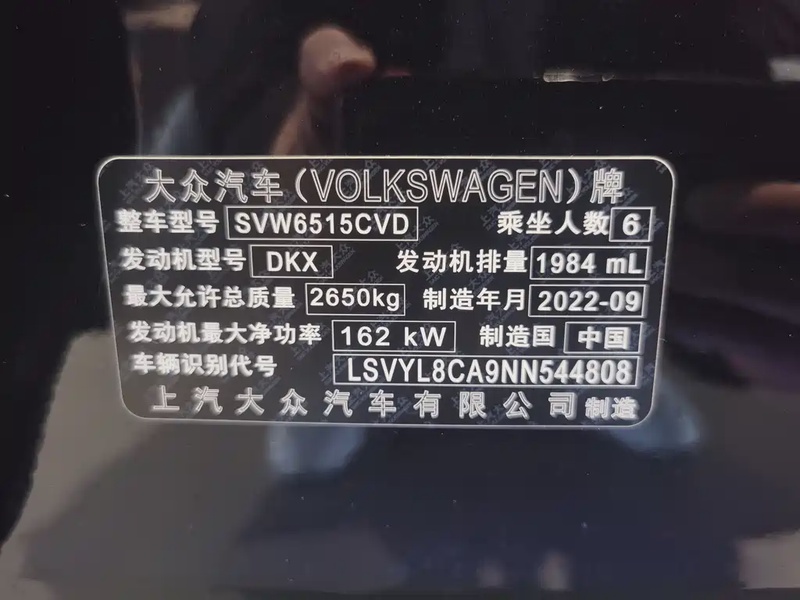 大众汽车(VOLKSWAGEN)牌
整车型号 SVW6515CVD 乘坐人数 6
发动机型号 DKX 发动机排量 1984 mL
最大允许总质量 2650kg 制造年月 2022-09
发动机最大净功率 162 kW 制造国 中国
车辆识别代号 LSVYL8CA9NN544808
上汽大众汽车有限公司制造